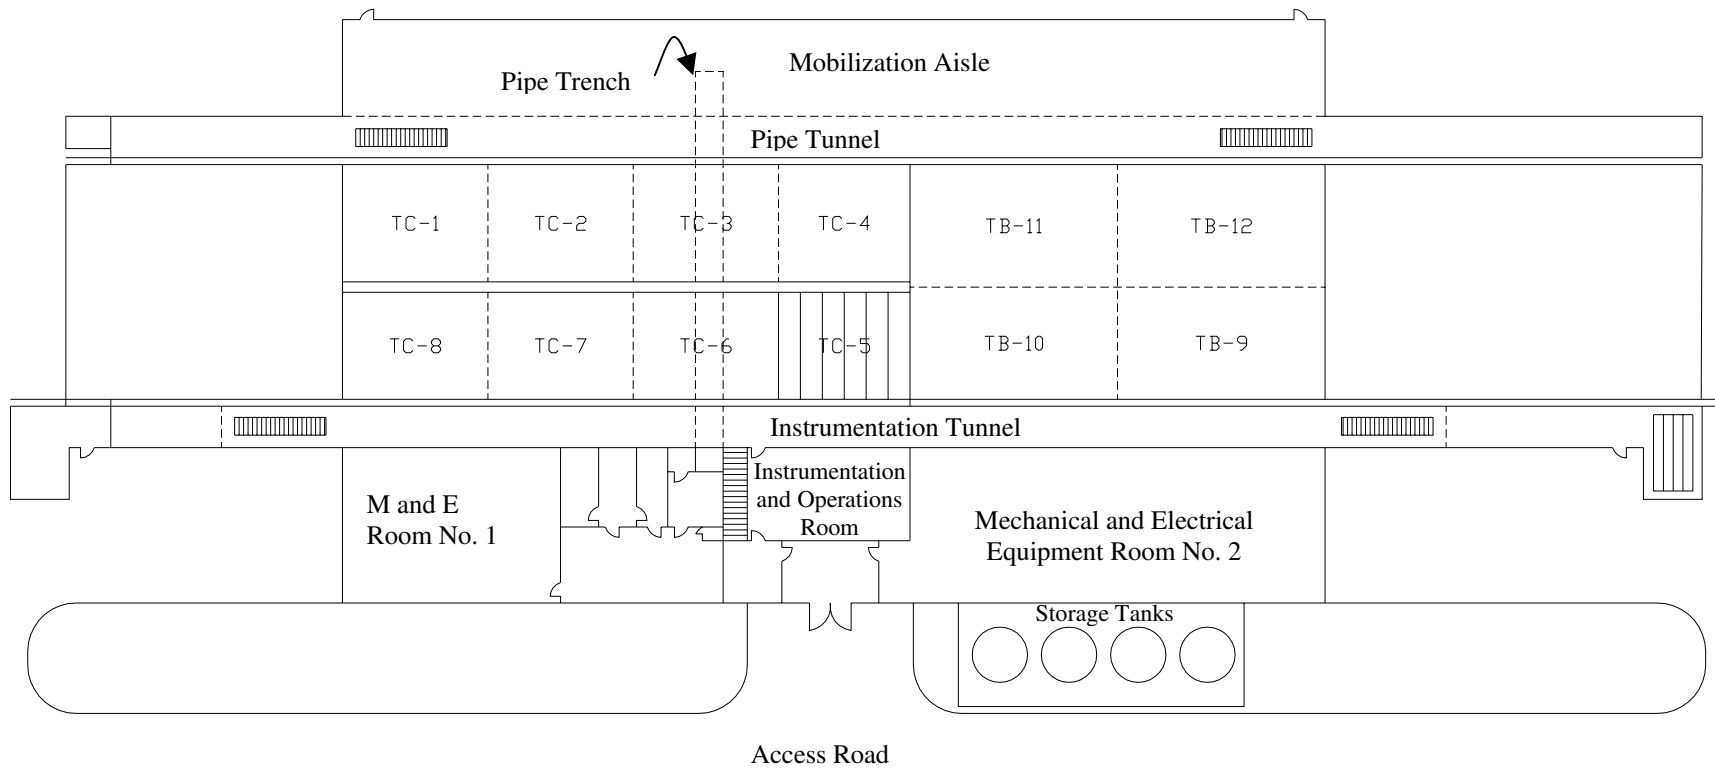 Mobilization Aisle
Pipe Trench
Pipe Tunnel
TC-1
TC-2
TC-3
TC-4
TB-11
TB-12
TC-8
TC-7
TC-6
TC-5
TB-10
TB-9
Instrumentation Tunnel
M and E
Room No. 1
Instrumentation
and Operations
Room
Mechanical and Electrical
Equipment Room No. 2
Storage Tanks
Access Road